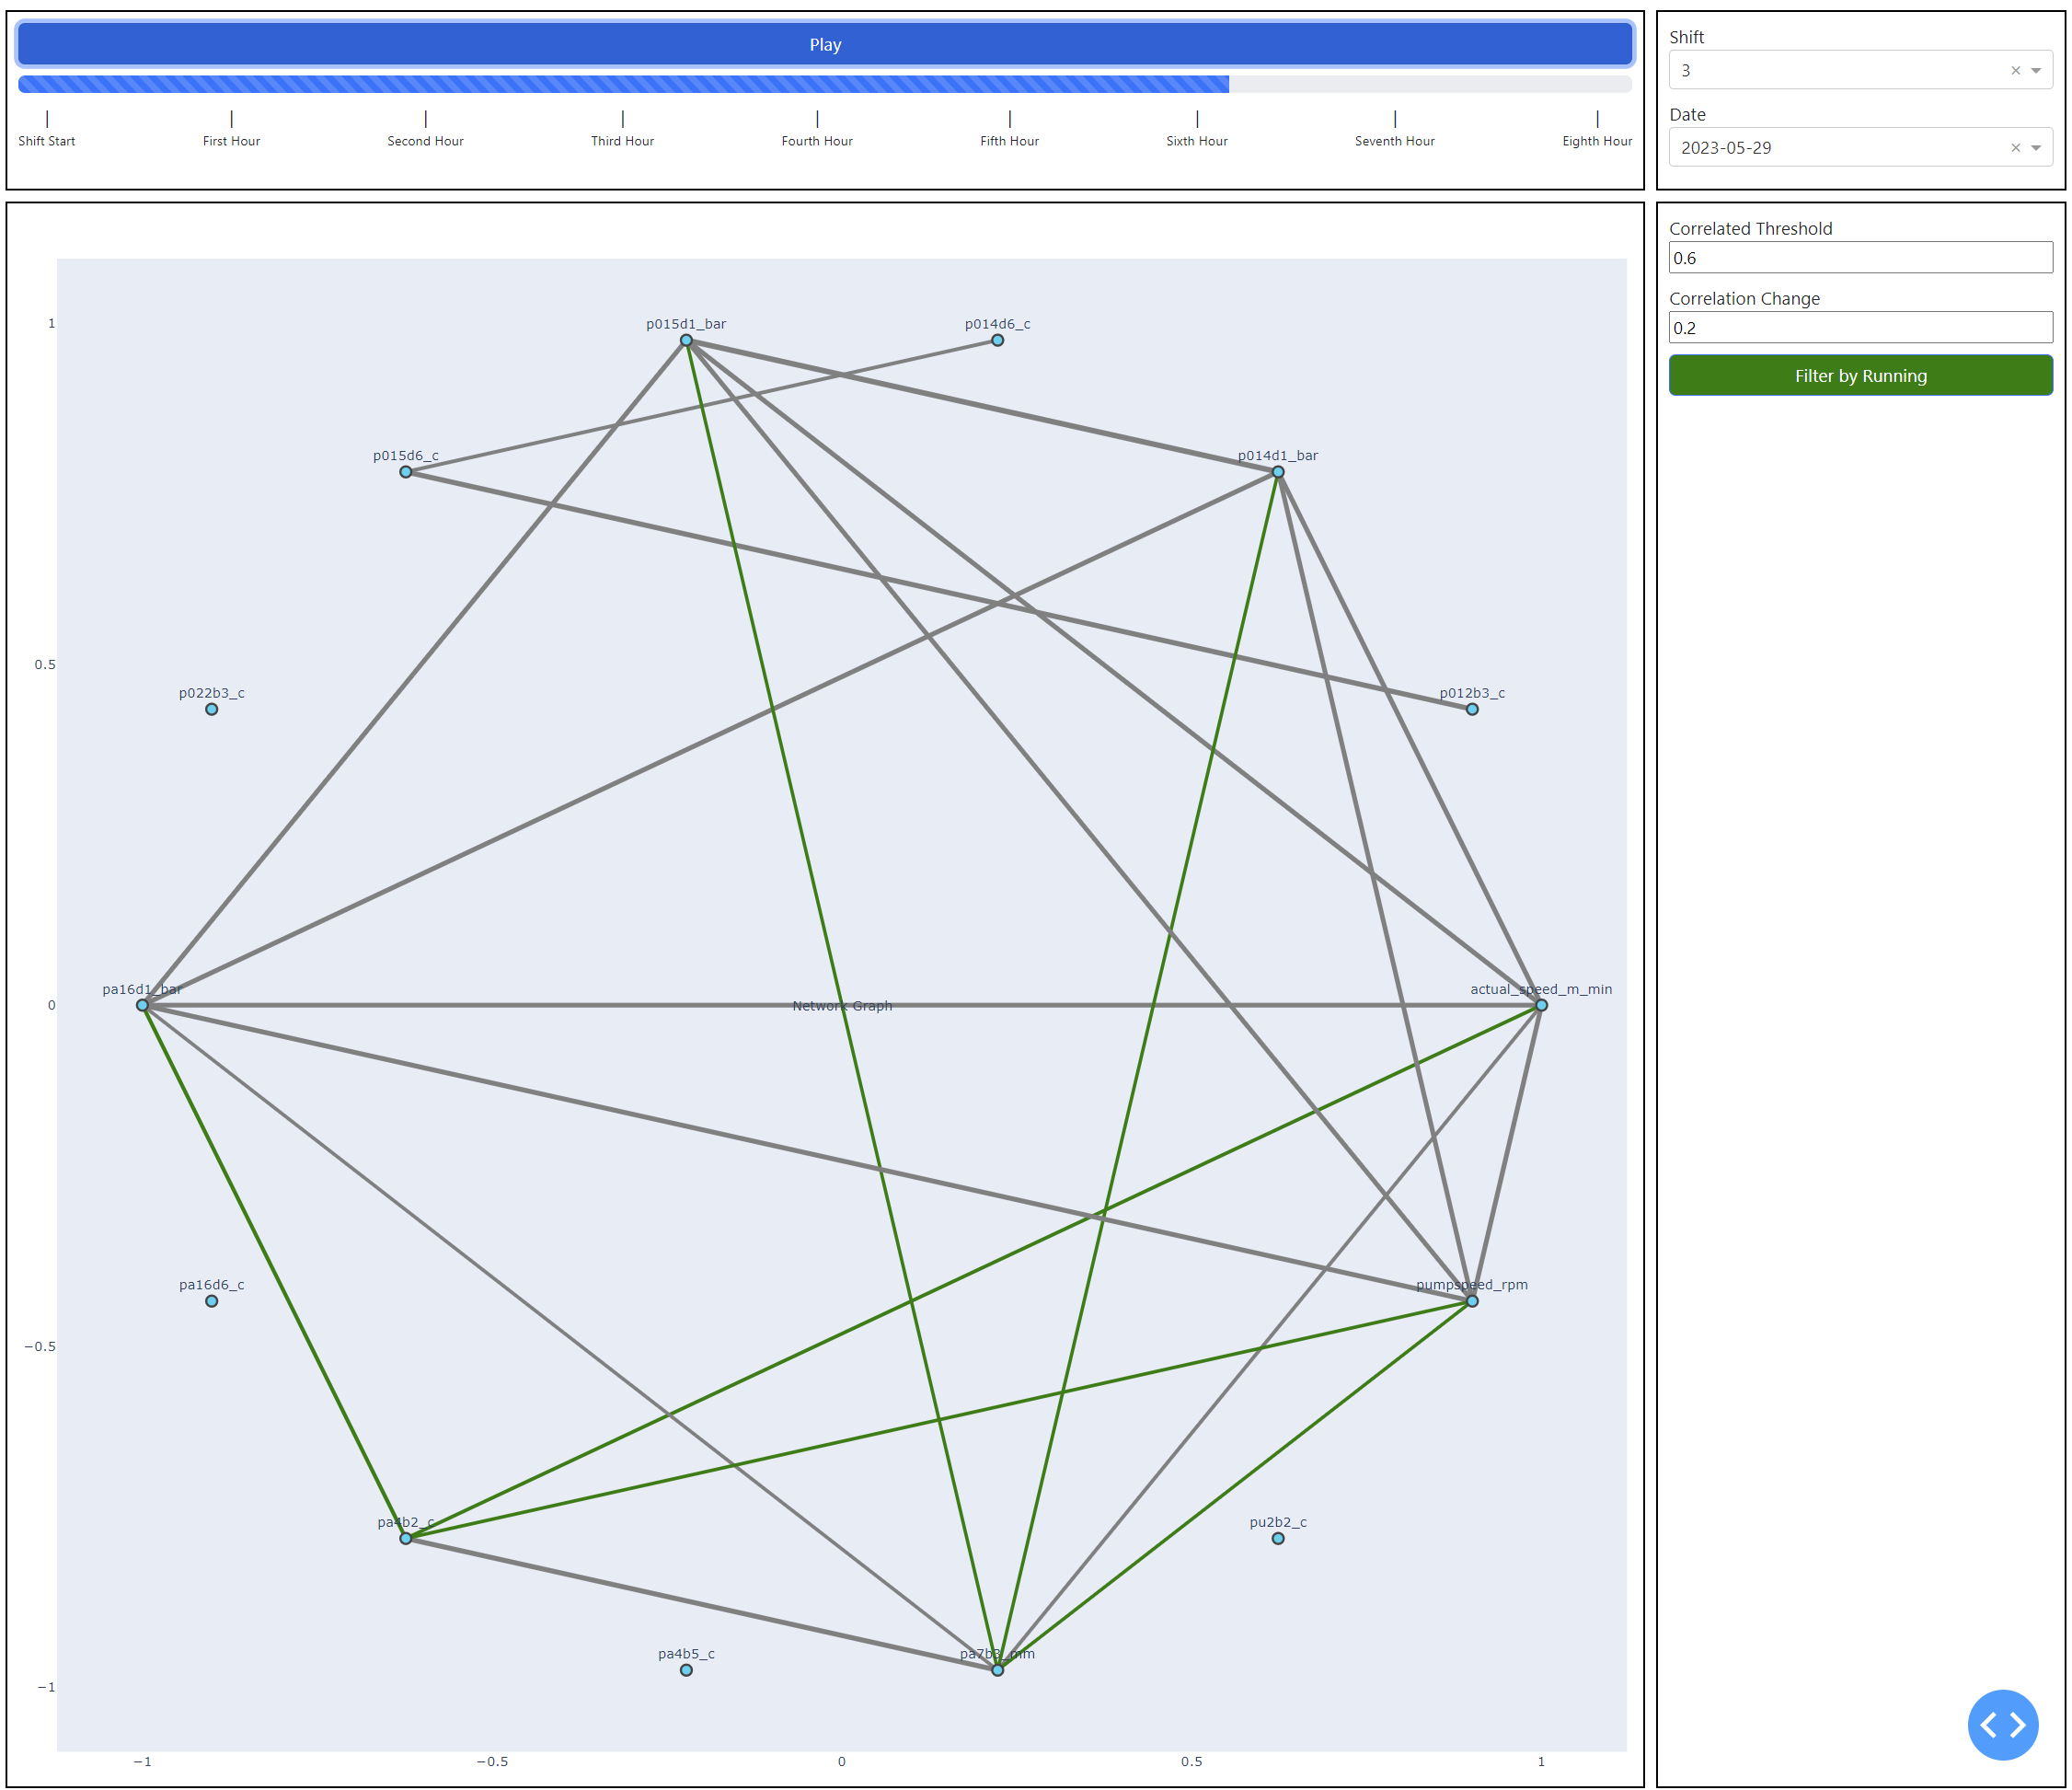 Play
Shift Start First Hour Second Hour Third Hour Fourth Hour Fifth Hour Sixth Hour Seventh Hour Eighth Hour
Shift
3
Date
2023-05-29
Correlated Threshold
0.6
Correlation Change
0.2
Filter by Running
1
p015d1_bar
p014d6_c
p015d6_c
p014d1_bar
0.5
p022b3_c
p012b3_c
pa16d1_bar
actual_speed_m_min
0
Network Graph
pa16d6_c
pumpspeed_rpm
−0.5
pa4b2_c
pu2b2_c
pa4b5_c
pa7b3_mm
−1
−1 −0.5 0 0.5 1